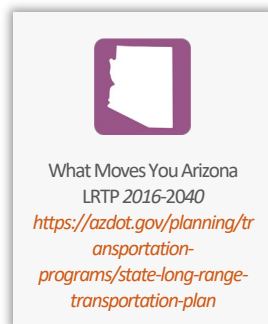 What Moves You Arizona
LRTP 2016-2040
https://azdot.gov/planning/tr
ansportation-
programs/state-long-range-
transportation-plan